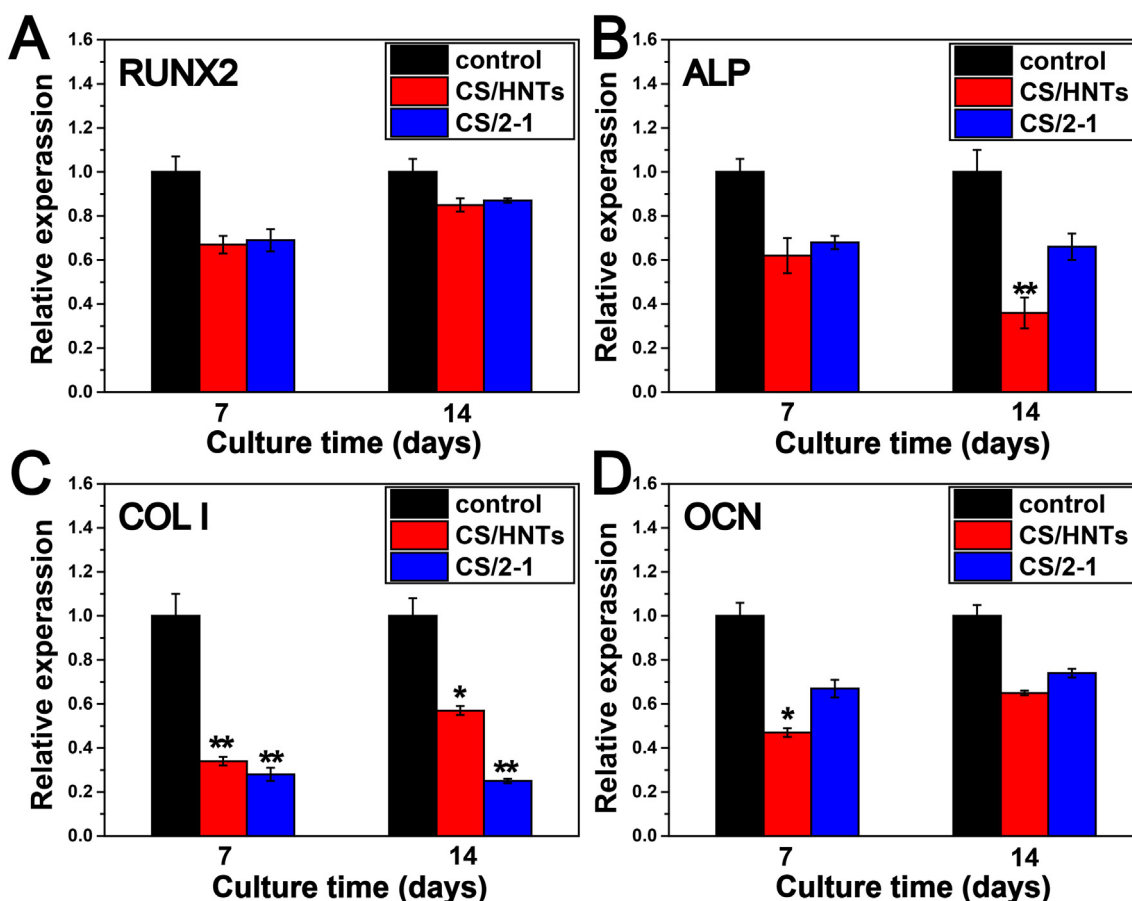 A
RUNX2
control
CS/HNTs
CS/2-1
Relative experassion
1.6
1.4
1.2
1.0
0.8
0.6
0.4
0.2
0.0
7
14
Culture time (days)
B
ALP
control
CS/HNTs
CS/2-1
Relative experassion
1.6
1.4
1.2
1.0
0.8
0.6
0.4
0.2
0.0
**
7
14
Culture time (days)
C
COL I
control
CS/HNTs
CS/2-1
Relative experassion
1.6
1.4
1.2
1.0
0.8
0.6
0.4
0.2
0.0
**
**
*
**
7
14
Culture time (days)
D
OCN
control
CS/HNTs
CS/2-1
Relative experassion
1.6
1.4
1.2
1.0
0.8
0.6
0.4
0.2
0.0
*
7
14
Culture time (days)